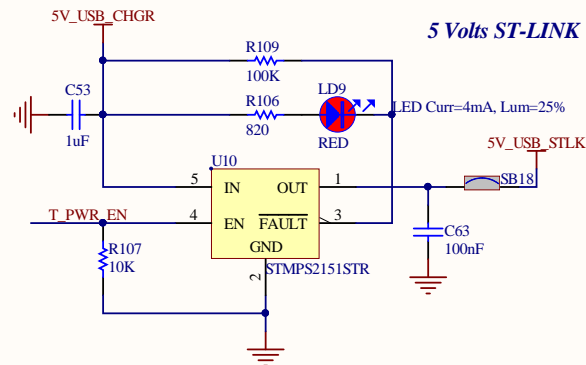 5V_USB_CHGR
5 Volts ST-LINK
R109
100K
C53
1uF
R106
820
LD9
RED
LED Curr=4mA, Lum=25%
5V_USB_STLK
SB18
U10
5
IN
OUT
1
T_PWR_EN
4
EN
FAULT
3
GND
2
STMPS2151STR
R107
10K
C63
100nF